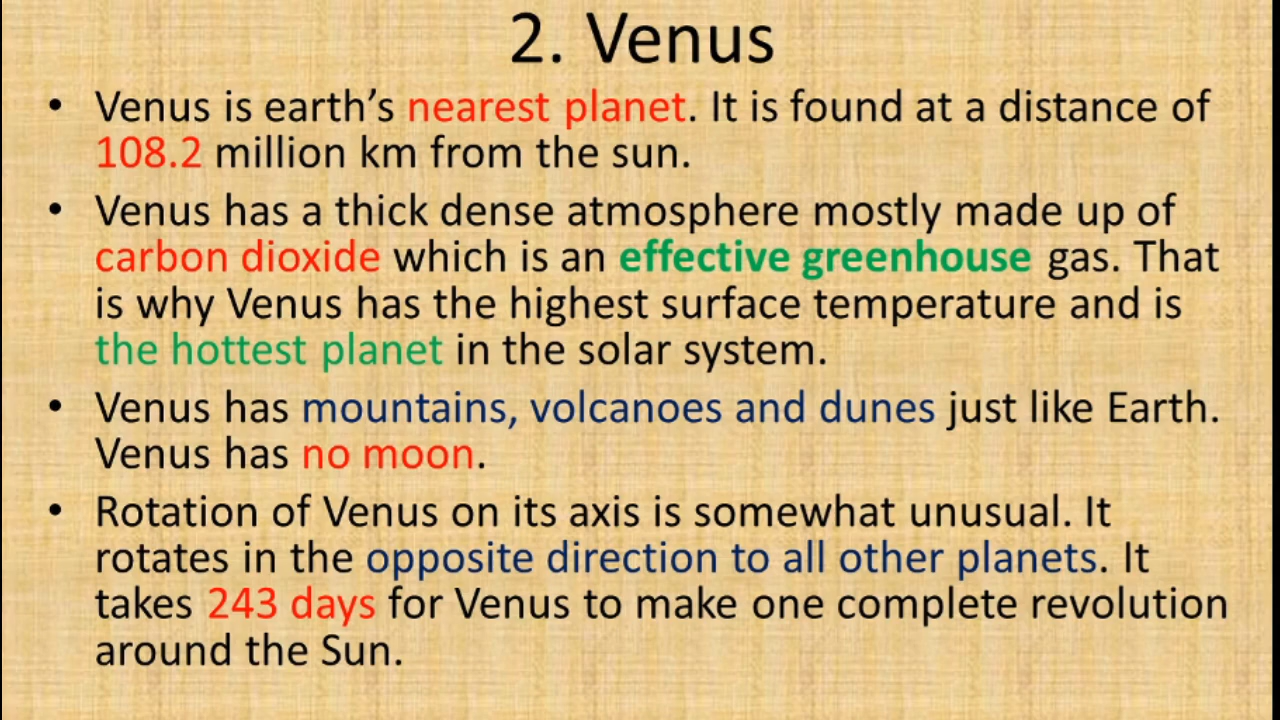 2. Venus
• Venus is earth’s nearest planet. It is found at a distance of
108.2 million km from the sun.
• Venus has a thick dense atmosphere mostly made up of
carbon dioxide which is an effective greenhouse gas. That
is why Venus has the highest surface temperature and is
the hottest planet in the solar system.
• Venus has mountains, volcanoes and dunes just like Earth.
Venus has no moon.
• Rotation of Venus on its axis is somewhat unusual. It
rotates in the opposite direction to all other planets. It
takes 243 days for Venus to make one complete revolution
around the Sun.